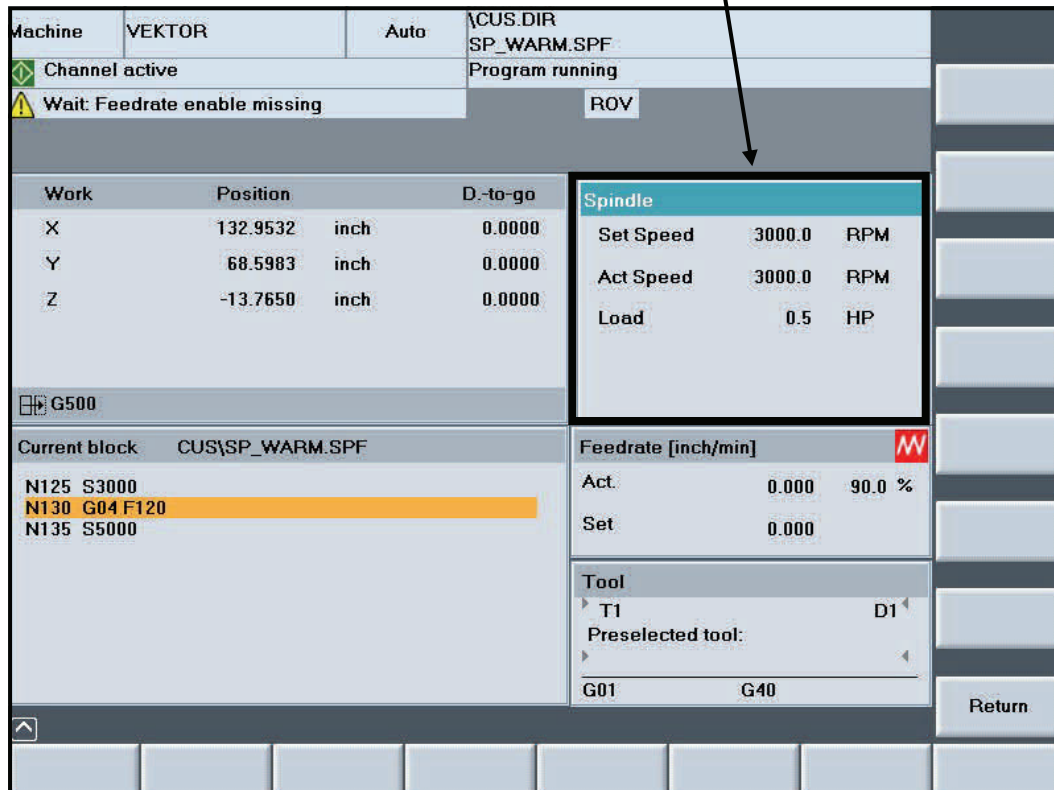 Machine VEKTOR Auto \CUS.DIR
SP_WARM.SPF
Channel active Program running
Wait: Feedrate enable missing ROV
Work Position D.-to-go
X 132.9532 inch 0.0000
Y 68.5983 inch 0.0000
Z -13.7650 inch 0.0000
G500
Spindle
Set Speed 3000.0 RPM
Act Speed 3000.0 RPM
Load 0.5 HP
Current block CUS\SP_WARM.SPF
N125 S3000
N130 G04 F120
N135 S5000
Feedrate [inch/min]
Act. 0.000 90.0 %
Set 0.000
Tool
T1 D1
Preselected tool:
G01 G40
Return